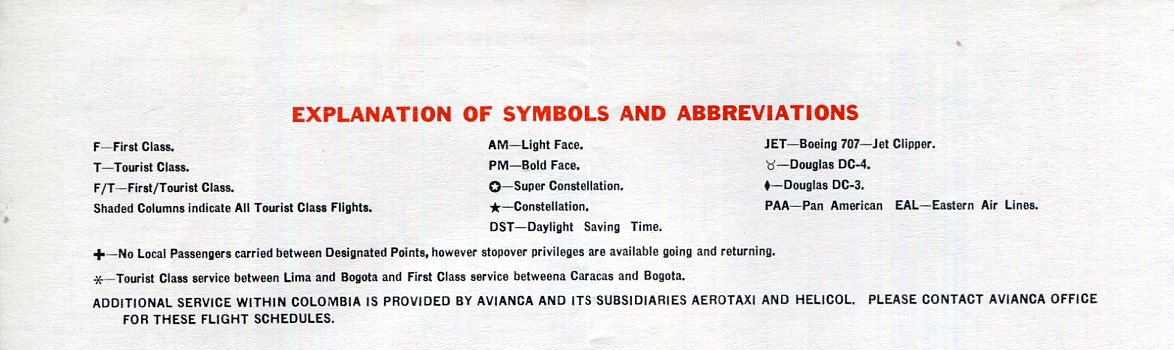 EXPLANATION OF SYMBOLS AND ABBREVIATIONS
F—First Class.
T—Tourist Class.
F/T—First/Tourist Class.
Shaded Columns indicate All Tourist Class Flights.
AM—Light Face.
PM—Bold Face.
✪—Super Constellation.
★—Constellation.
DST—Daylight Saving Time.
JET—Boeing 707—Jet Clipper.
♉—Douglas DC-4.
♦—Douglas DC-3.
PAA—Pan American EAL—Eastern Air Lines.
✚—No Local Passengers carried between Designated Points, however stopover privileges are available going and returning.
✳—Tourist Class service between Lima and Bogota and First Class service betweena Caracas and Bogota.
ADDITIONAL SERVICE WITHIN COLOMBIA IS PROVIDED BY AVIANCA AND ITS SUBSIDIARIES AEROTAXI AND HELICOL. PLEASE CONTACT AVIANCA OFFICE
FOR THESE FLIGHT SCHEDULES.